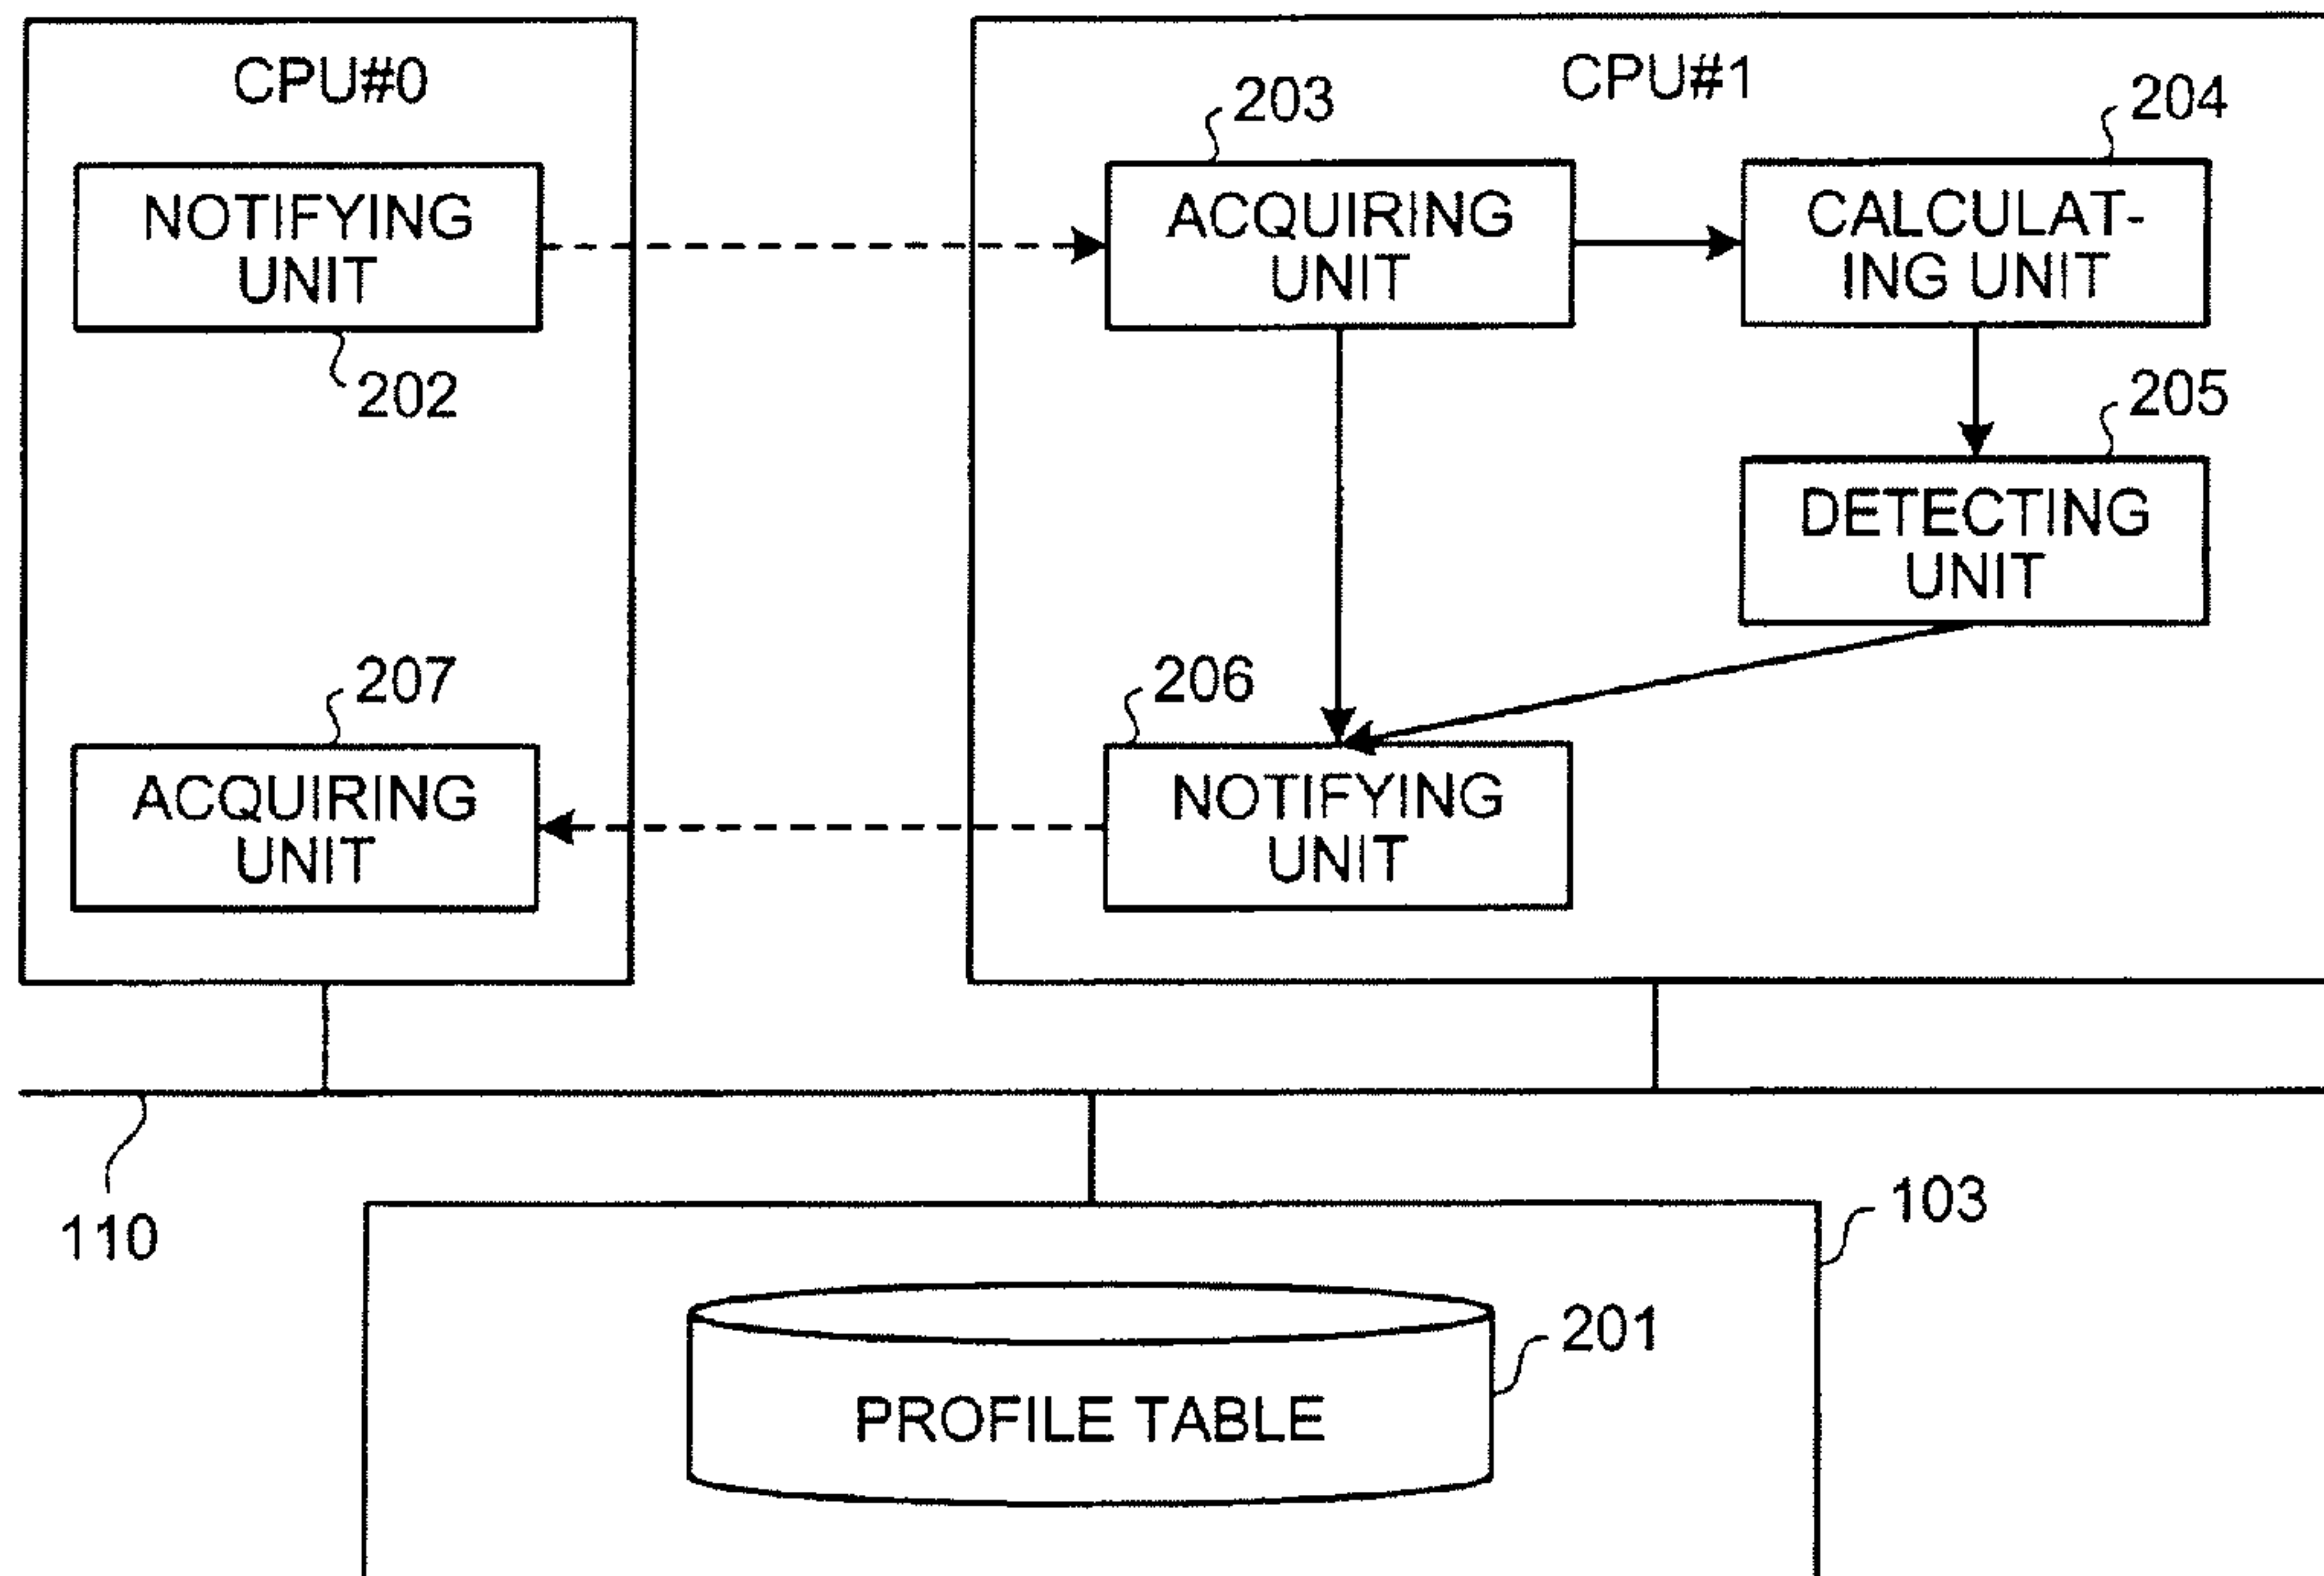 CPU#0
CPU#1
203
204
NOTIFYING
UNIT
ACQUIRING
UNIT
CALCULAT-
ING UNIT
202
205
DETECTING
UNIT
207
206
ACQUIRING
UNIT
NOTIFYING
UNIT
110
103
201
PROFILE TABLE